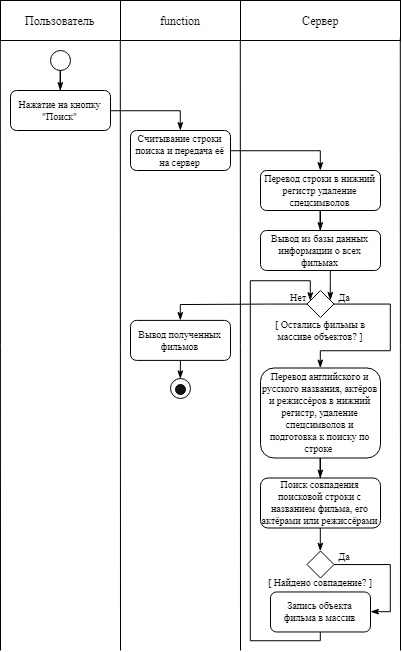 Пользователь
function
Сервер
Нажатие на кнопку
"Поиск"
Считывание строки
поиска и передача её
на сервер
Перевод строки в нижний
регистр удаление
спецсимволов
Вывод из базы данных
информации о всех
фильмах
Нет
Да
[ Остались фильмы в
массиве объектов? ]
Вывод полученных
фильмов
Перевод английского и
русского названия, актёров
и режиссёров в нижний
регистр, удаление
спецсимволов и
подготовка к поиску по
строке
Поиск совпадения
поисковой строки с
названием фильма, его
актёрами или режиссёрами
Да
[ Найдено совпадение? ]
Запись объекта
фильма в массив